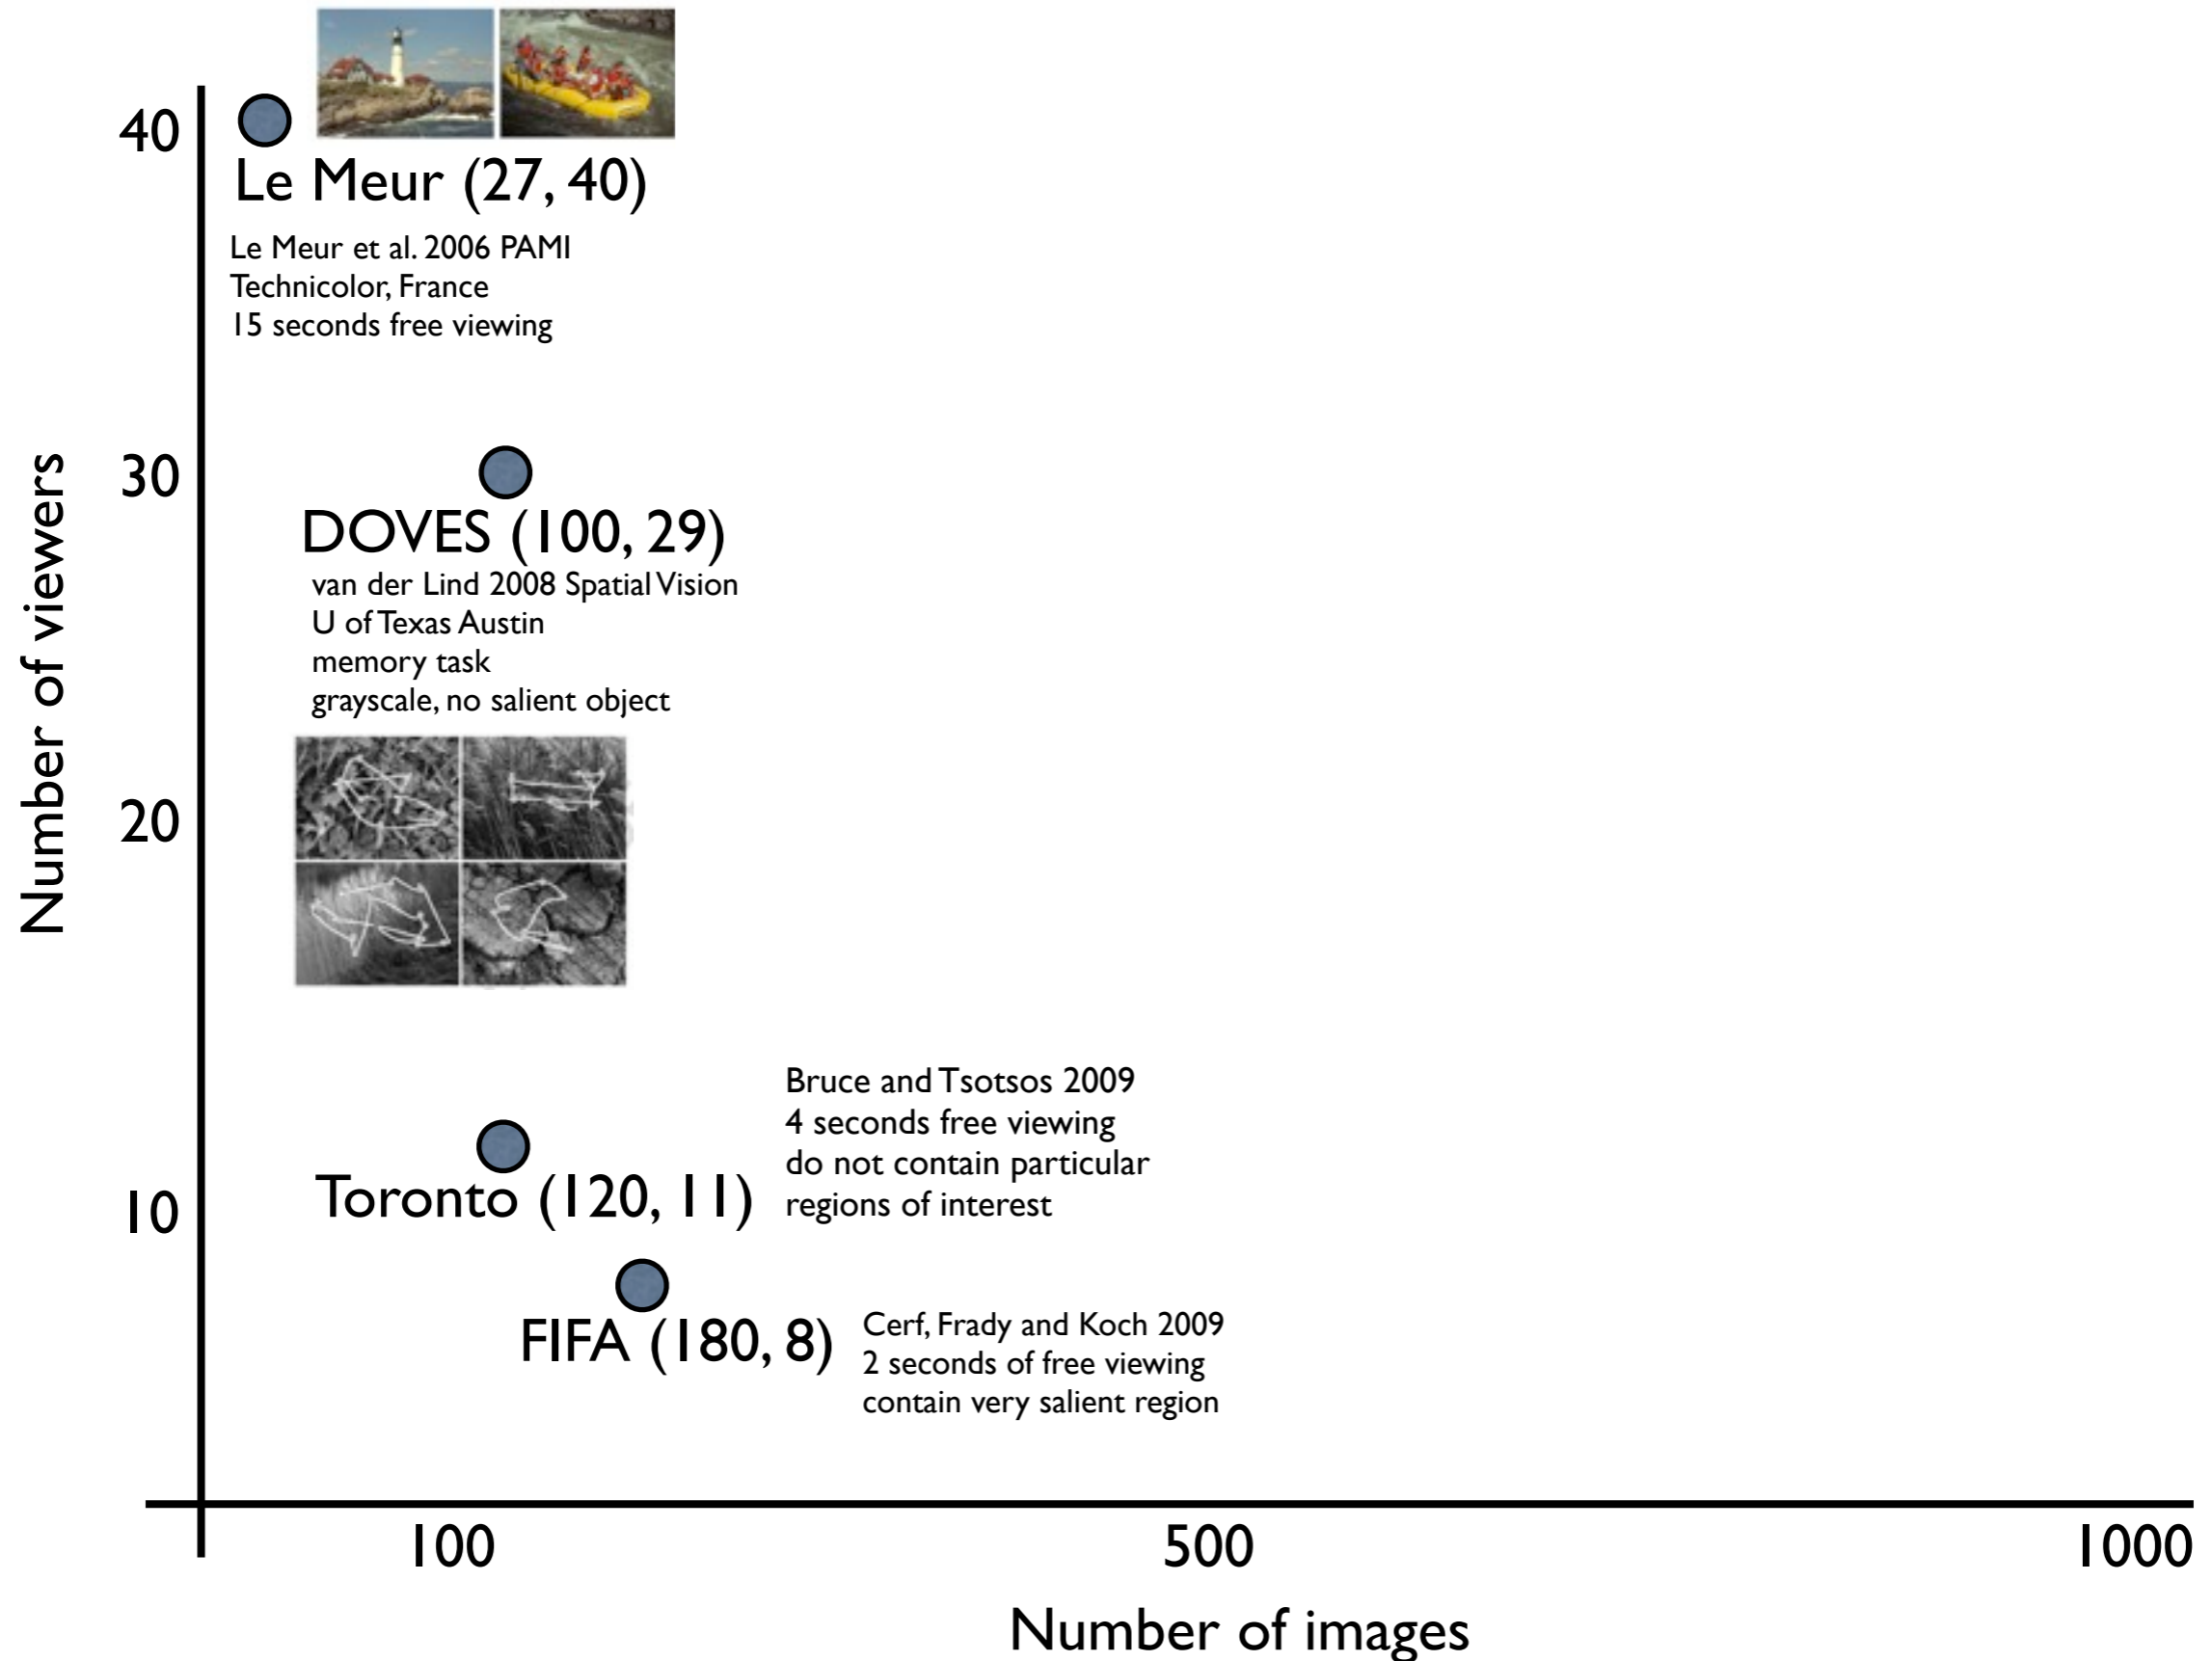 40
Le Meur (27, 40)
Le Meur et al. 2006 PAMI
Technicolor, France
15 seconds free viewing
30
DOVES (100, 29)
van der Lind 2008 Spatial Vision
U of Texas Austin
memory task
grayscale, no salient object
Number of viewers
20
Bruce and Tsotsos 2009
4 seconds free viewing
do not contain particular
regions of interest
Toronto (120, 11)
10
FIFA (180, 8)
Cerf, Frady and Koch 2009
2 seconds of free viewing
contain very salient region
100
500
1000
Number of images